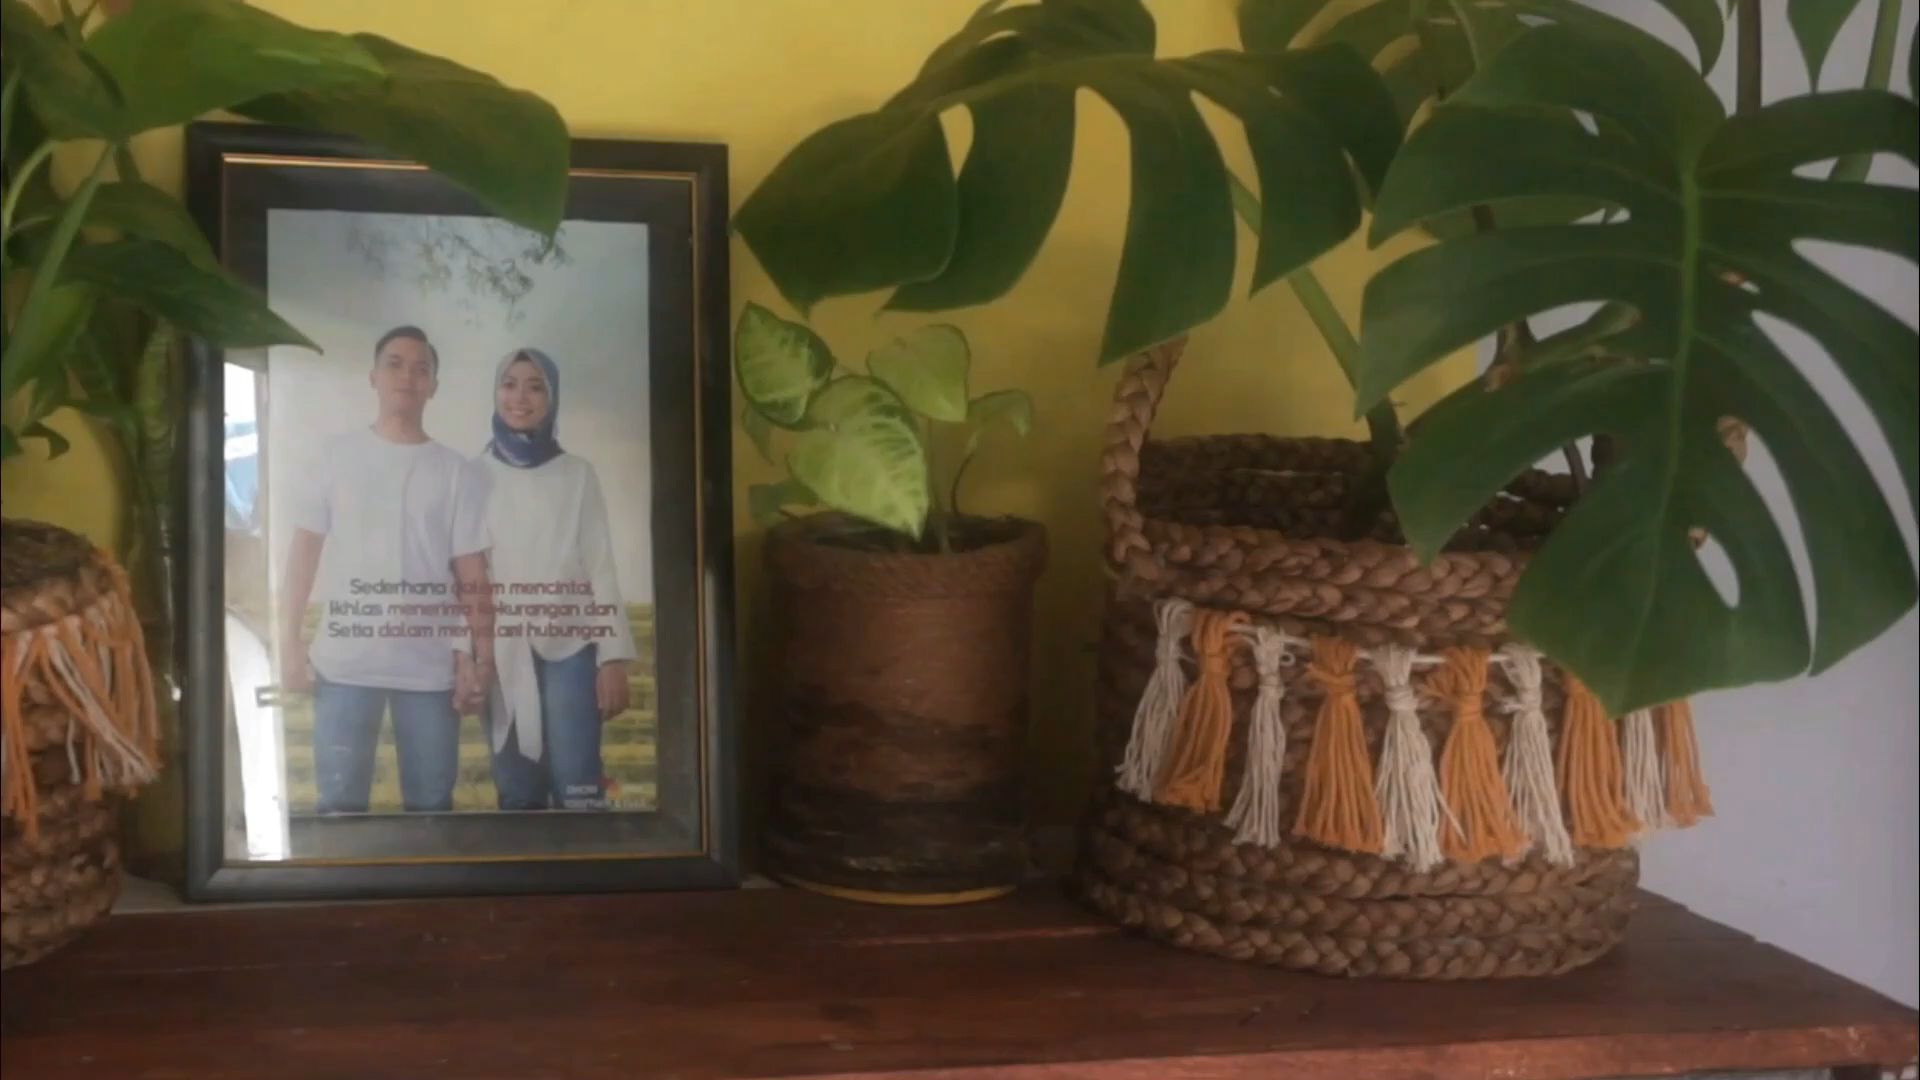 Sederhana dalam mencintai,
Ikhlas menerima kekurangan dan
Setia dalam menjalani hubungan.